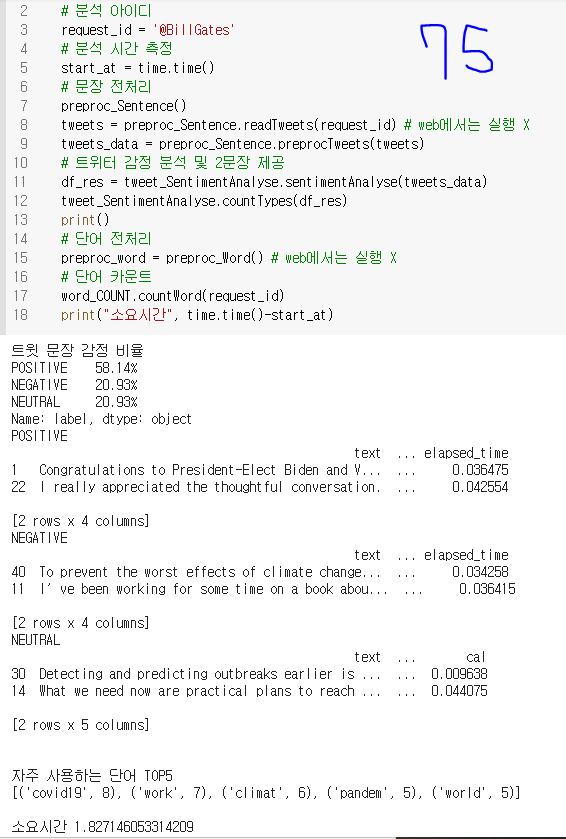 2 # 분석 아이디
3 request_id = '@BillGates'
4 # 분석 시간 측정
5 start_at = time.time()
6 # 문장 전처리
7 preproc_Sentence()
8 tweets = preproc_Sentence.readTweets(request_id) # web에서는 실행 X
9 tweets_data = preproc_Sentence.preprocTweets(tweets)
10 # 트위터 감정 분석 및 2문장 제공
11 df_res = tweet_SentimentAnalyse.sentimentAnalyse(tweets_data)
12 tweet_SentimentAnalyse.countTypes(df_res)
13 print()
14 # 단어 전처리
15 preproc_word = preproc_Word() # web에서는 실행 X
16 # 단어 카운트
17 word_COUNT.countWord(request_id)
18 print("소요시간", time.time()-start_at)
75
트윗 문장 감정 비율
POSITIVE 58.14%
NEGATIVE 20.93%
NEUTRAL 20.93%
Name: label, dtype: object
POSITIVE
text ... elapsed_time
1 Congratulations to President-Elect Biden and V... ... 0.036475
22 I really appreciated the thoughtful conversation. ... 0.042554
[2 rows x 4 columns]
NEGATIVE
text ... elapsed_time
40 To prevent the worst effects of climate change... ... 0.034258
11 I've been working for some time on a book abou... ... 0.036415
[2 rows x 4 columns]
NEUTRAL
text ... cal
30 Detecting and predicting outbreaks earlier is ... ... 0.009638
14 What we need now are practical plans to reach ... ... 0.044075
[2 rows x 5 columns]
자주 사용하는 단어 TOP5
[('covid19', 8), ('work', 7), ('climat', 6), ('pandem', 5), ('world', 5)]
소요시간 1.827146053314209